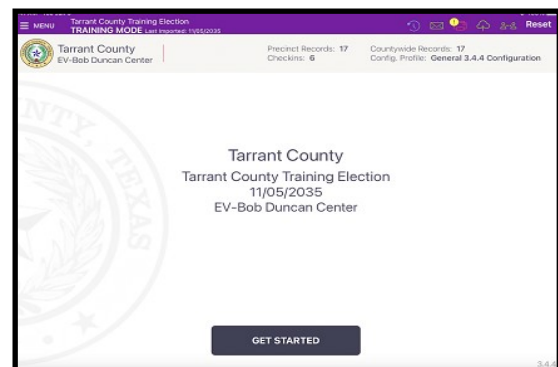 MENU
Tarrant County Training Election
TRAINING MODE Last Imported: 11/05/2035
Reset
Tarrant County
EV-Bob Duncan Center
Precinct Records: 17
Checkins: 6
Countywide Records: 17
Config. Profile: General 3.4.4 Configuration
Tarrant County
Tarrant County Training Election
11/05/2035
EV-Bob Duncan Center
GET STARTED
3.4.4